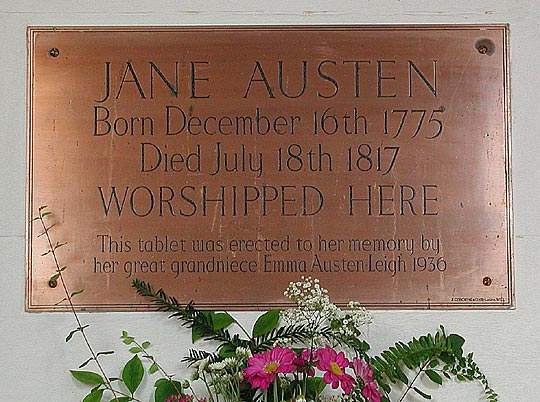 JANE AUSTEN
Born December 16th 1775
Died July 18th 1817
WORSHIPPED HERE
This tablet was erected to her memory by
her great grandniece Emma Austen-Leigh 1936